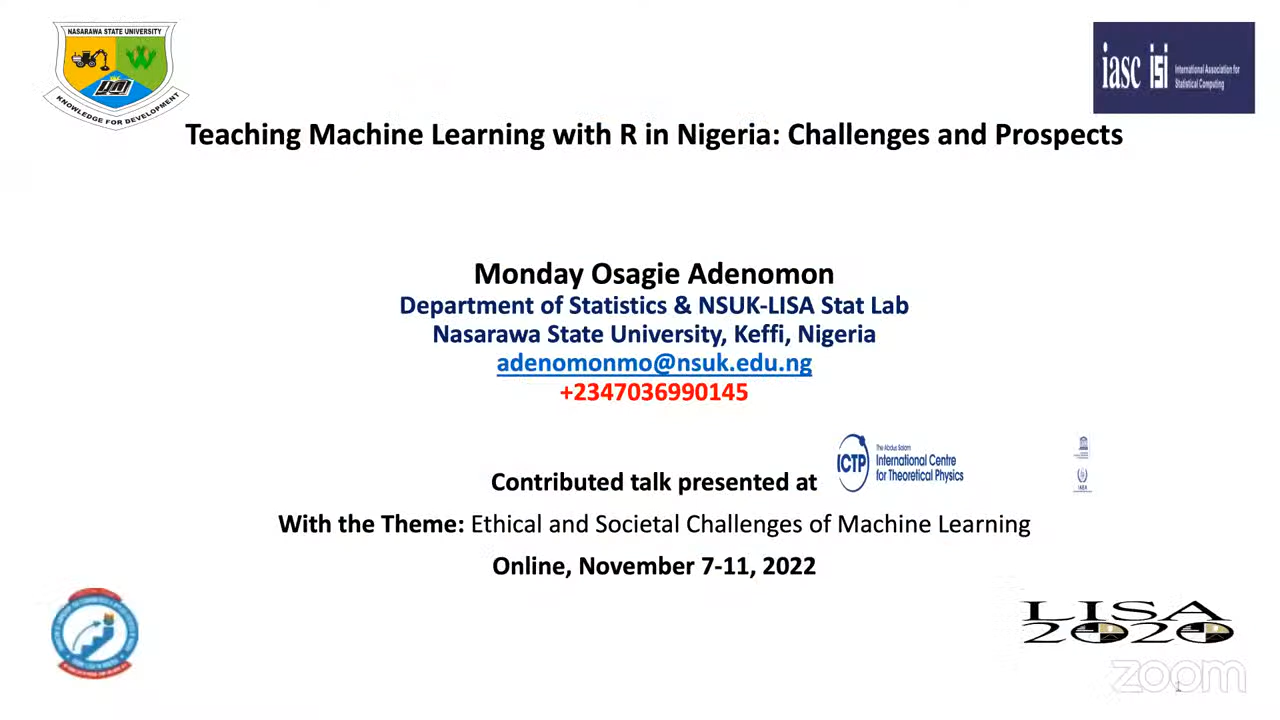 NASARAWA STATE UNIVERSITY
KNOWLEDGE FOR DEVELOPMENT
iasc isi International Association for
Statistical Computing
Teaching Machine Learning with R in Nigeria: Challenges and Prospects
Monday Osagie Adenomon
Department of Statistics & NSUK-LISA Stat Lab
Nasarawa State University, Keffi, Nigeria
adenomonmo@nsuk.edu.ng
+2347036990145
The Abdus Salam
ICTP International Centre
for Theoretical Physics
IAEA
Contributed talk presented at
With the Theme: Ethical and Societal Challenges of Machine Learning
Online, November 7-11, 2022
LISA
2020
zoom
1